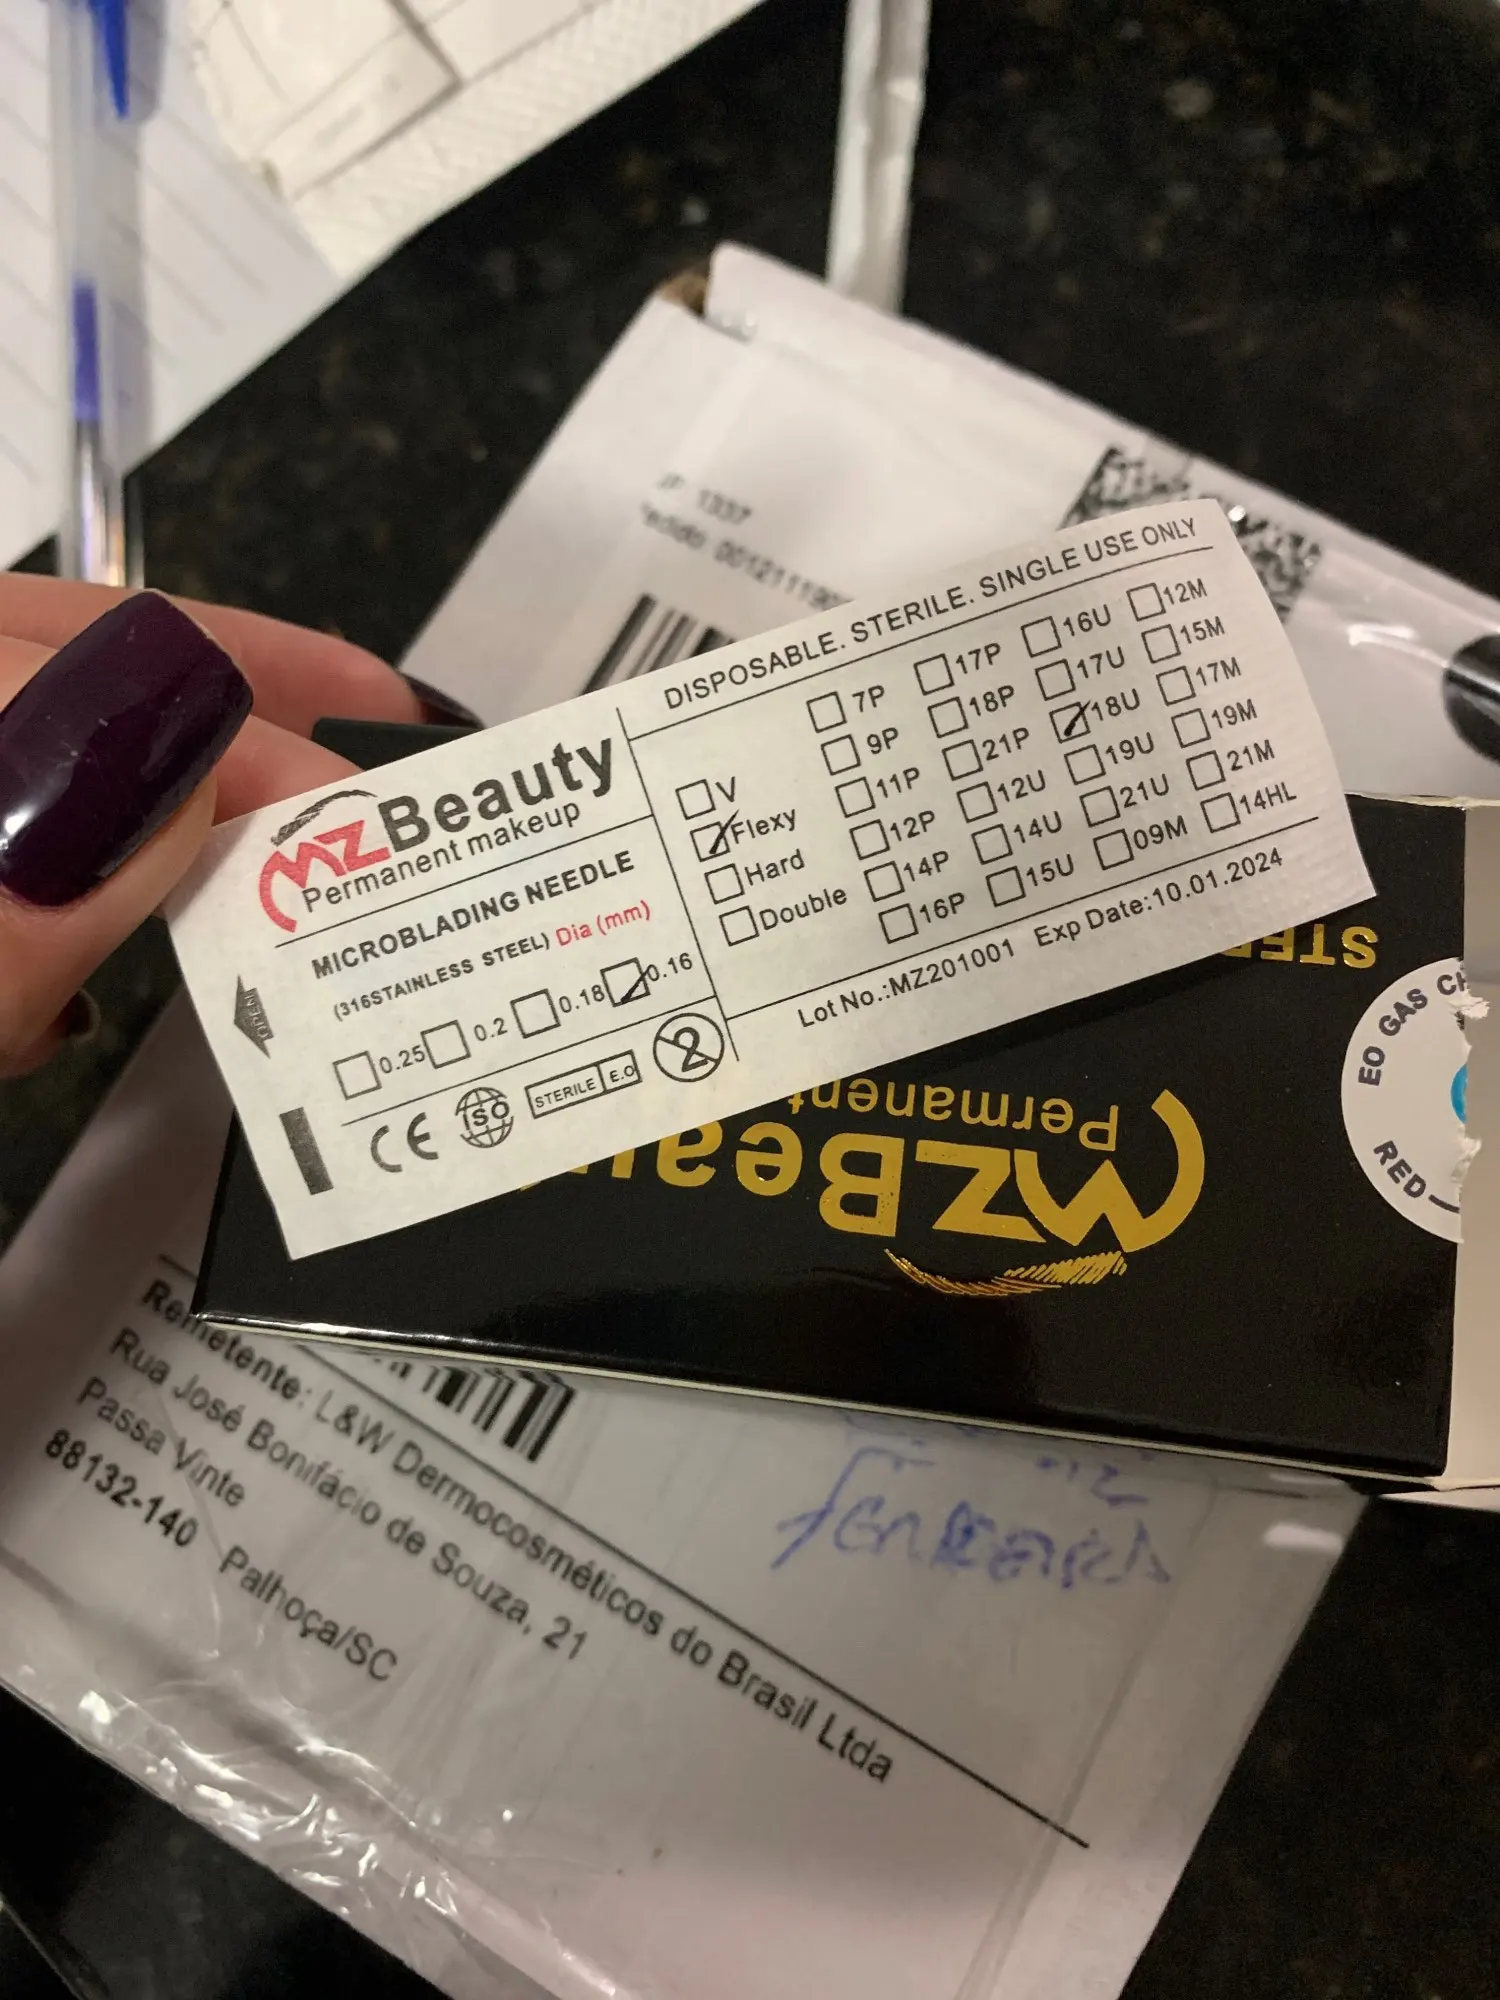 1337
DISPOSABLE. STERILE. SINGLE USE ONLY
MZBeauty
Permanent makeup
MICROBLADING NEEDLE
(316STAINLESS STEEL) Dia (mm)
0.25 0.2 0.18 0.16
OPEN
CE ISO STERILE E.O 2
V
Flexy
Hard
Double
7P 17P 16U 12M
9P 18P 17U 15M
11P 21P 18U 17M
12P 12U 19U 19M
14P 14U 21U 21M
16P 15U 09M 14HL
Lot No.:MZ201001 Exp Date:10.01.2024
EO GAS
RED
MZBeau
Permanent
Remetente: L&W Dermocosméticos do Brasil Ltda
Rua José Bonifácio de Souza, 21
Passa Vinte
88132-140 Palhoça/SC